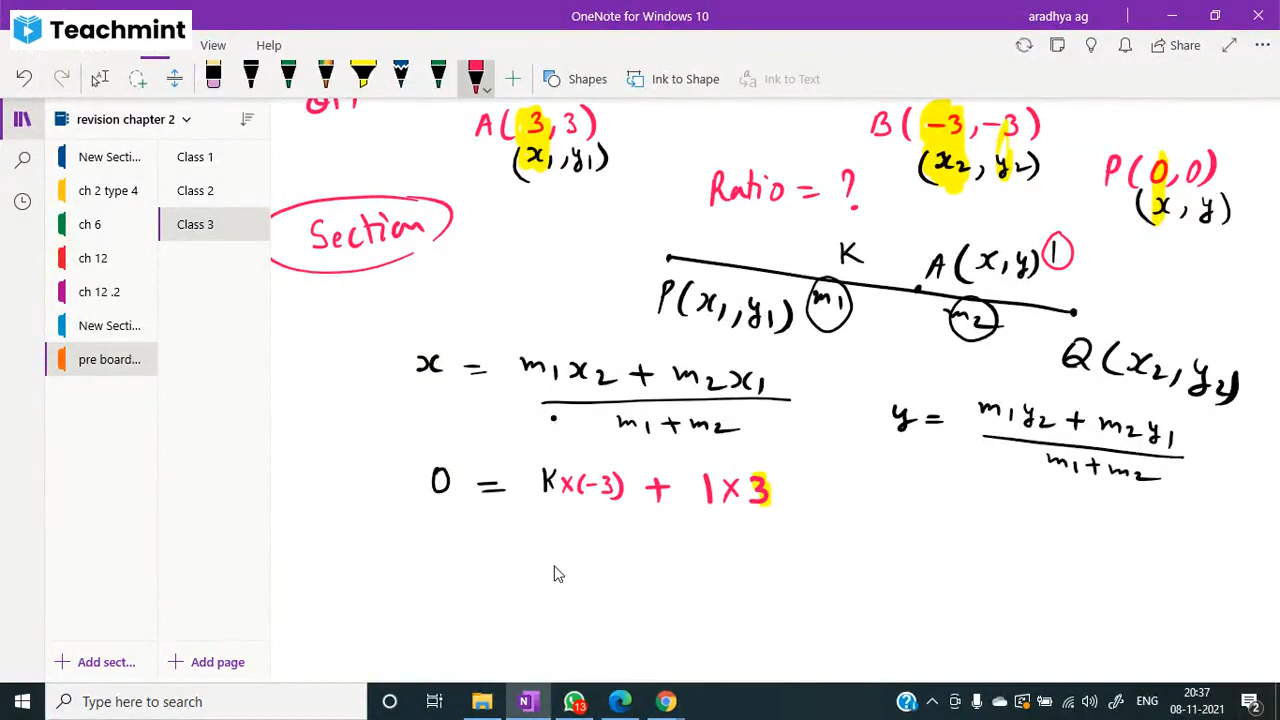 OneNote for Windows 10
aradhya ag
Teachmint
View Help
Share
Shapes Ink to Shape Ink to Text
revision chapter 2
New Secti...
ch 2 type 4
ch 6
ch 12
ch 12 .2
New Secti...
pre board...
Class 1
Class 2
Class 3
A(3,3) B(-3,-3)
(x₁,y₁) (x₂,y₂) P(0,0)
Ratio = ? (x,y)
Section
K A(x,y) 1
P(x₁,y₁) m₁ m₂
Q(x₂,y₂)
x = m₁x₂ + m₂x₁
m₁+m₂
y = m₁y₂ + m₂y₁
m₁+m₂
0 = K×(-3) + 1×3
Add sect... Add page
Type here to search
13
ENG
20:37
08-11-2021
2